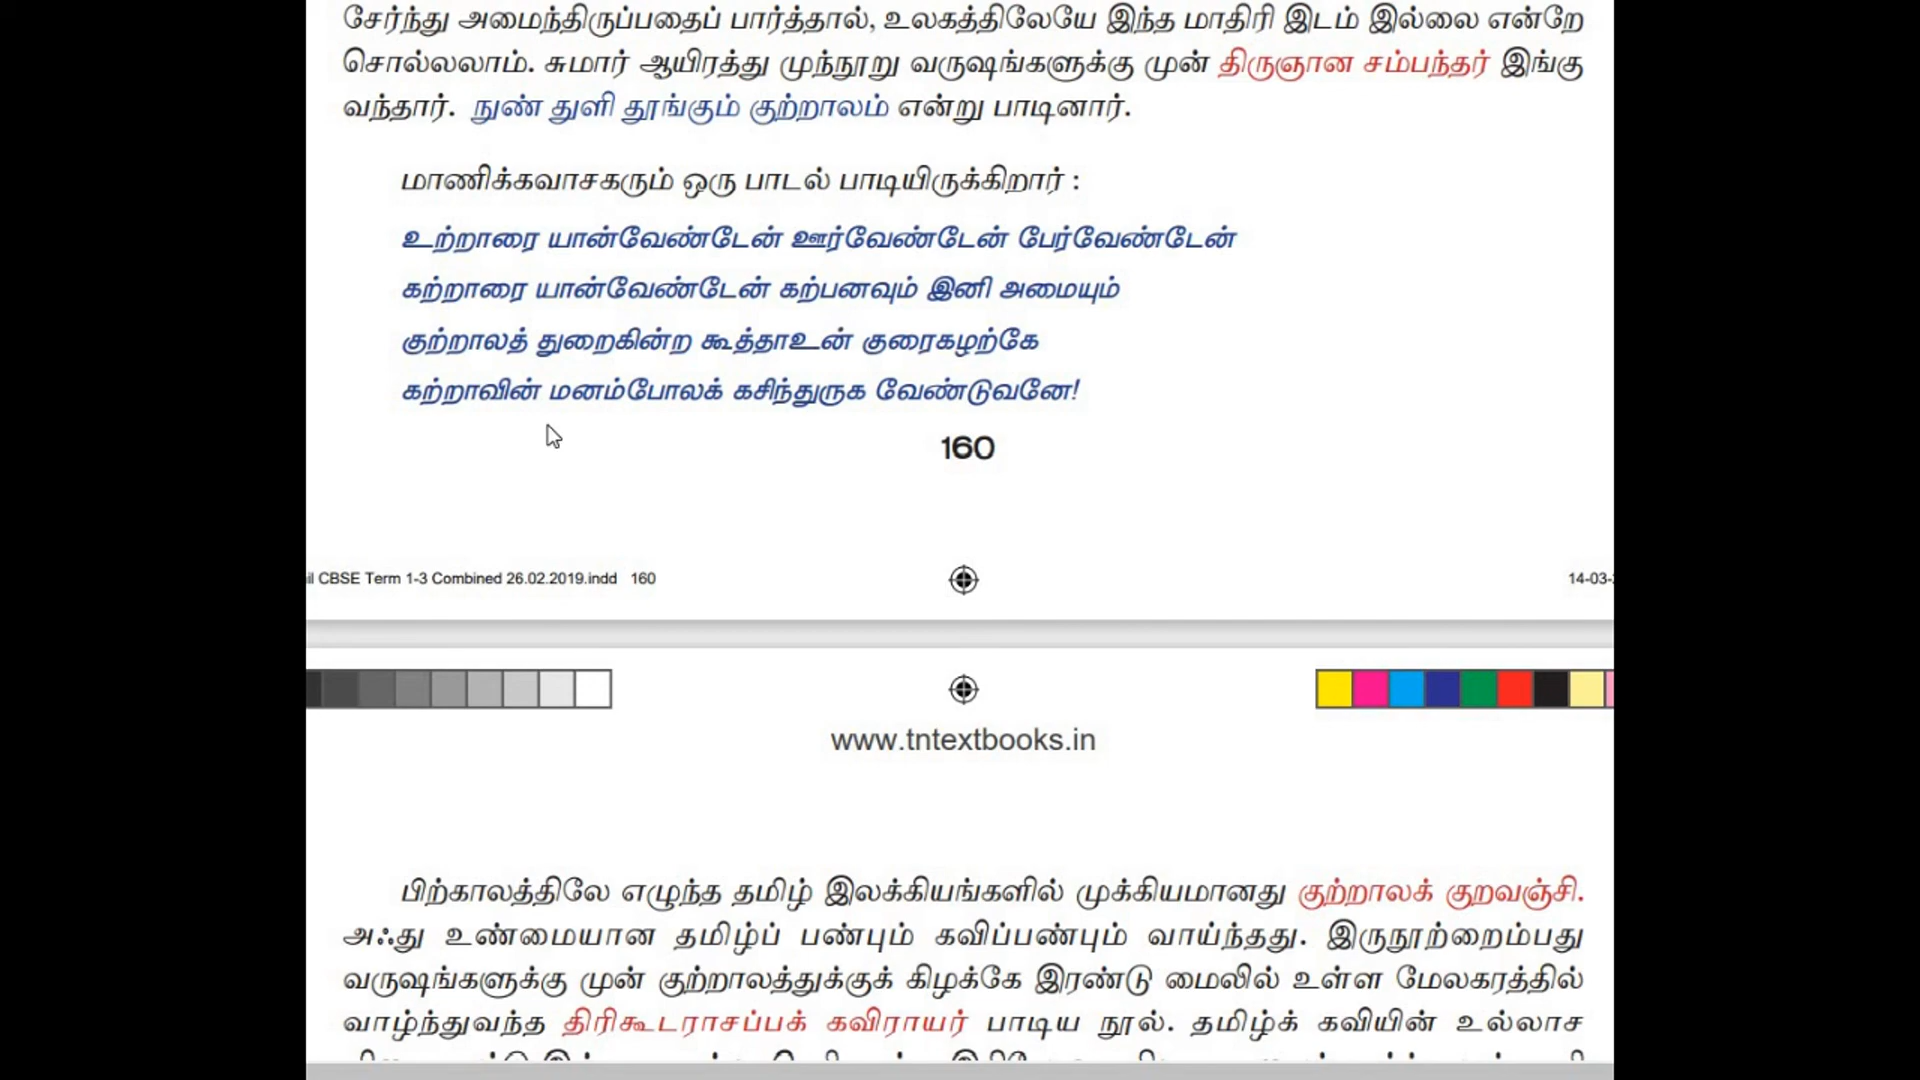 சேர்ந்து அமைந்திருப்பதைப் பார்த்தால், உலகத்திலேயே இந்த மாதிரி இடம் இல்லை என்றே
சொல்லலாம். சுமார் ஆயிரத்து முந்நூறு வருஷங்களுக்கு முன் திருஞான சம்பந்தர் இங்கு
வந்தார். நுண் துளி தூங்கும் குற்றாலம் என்று பாடினார்.
மாணிக்கவாசகரும் ஒரு பாடல் பாடியிருக்கிறார் :
உற்றாரை யான்வேண்டேன் ஊர்வேண்டேன் பேர்வேண்டேன்
கற்றாரை யான்வேண்டேன் கற்பனவும் இனி அமையும்
குற்றாலத் துறைகின்ற கூத்தாஉன் குரைகழற்கே
கற்றாவின் மனம்போலக் கசிந்துருக வேண்டுவனே!
160
CBSE Term 1-3 Combined 26.02.2019.indd 160
14-03-
www.tntextbooks.in
பிற்காலத்திலே எழுந்த தமிழ் இலக்கியங்களில் முக்கியமானது குற்றாலக் குறவஞ்சி.
அஃது உண்மையான தமிழ்ப் பண்பும் கவிப்பண்பும் வாய்ந்தது. இருநூற்றைம்பது
வருஷங்களுக்கு முன் குற்றாலத்துக்குக் கிழக்கே இரண்டு மைலில் உள்ள மேலகரத்தில்
வாழ்ந்துவந்த திரிகூடராசப்பக் கவிராயர் பாடிய நூல். தமிழ்க் கவியின் உல்லாச